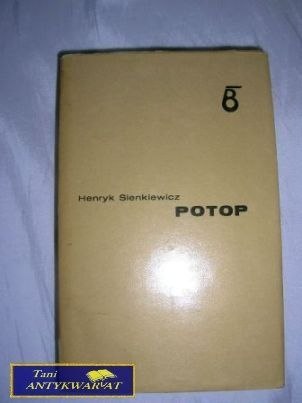 B
Henryk Sienkiewicz
POTOP
Tani
ANTYKWARIAT